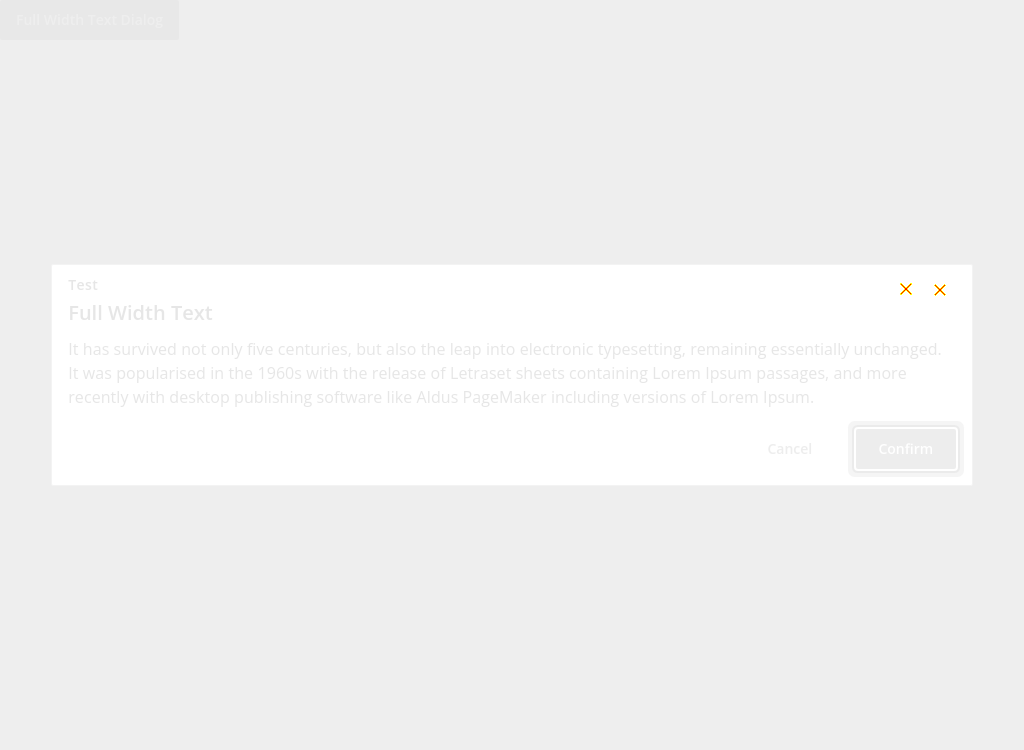 Full Width Text Dialog
Test
Full Width Text
It has survived not only five centuries, but also the leap into electronic typesetting, remaining essentially unchanged.
It was popularised in the 1960s with the release of Letraset sheets containing Lorem Ipsum passages, and more
recently with desktop publishing software like Aldus PageMaker including versions of Lorem Ipsum.
Cancel
Confirm